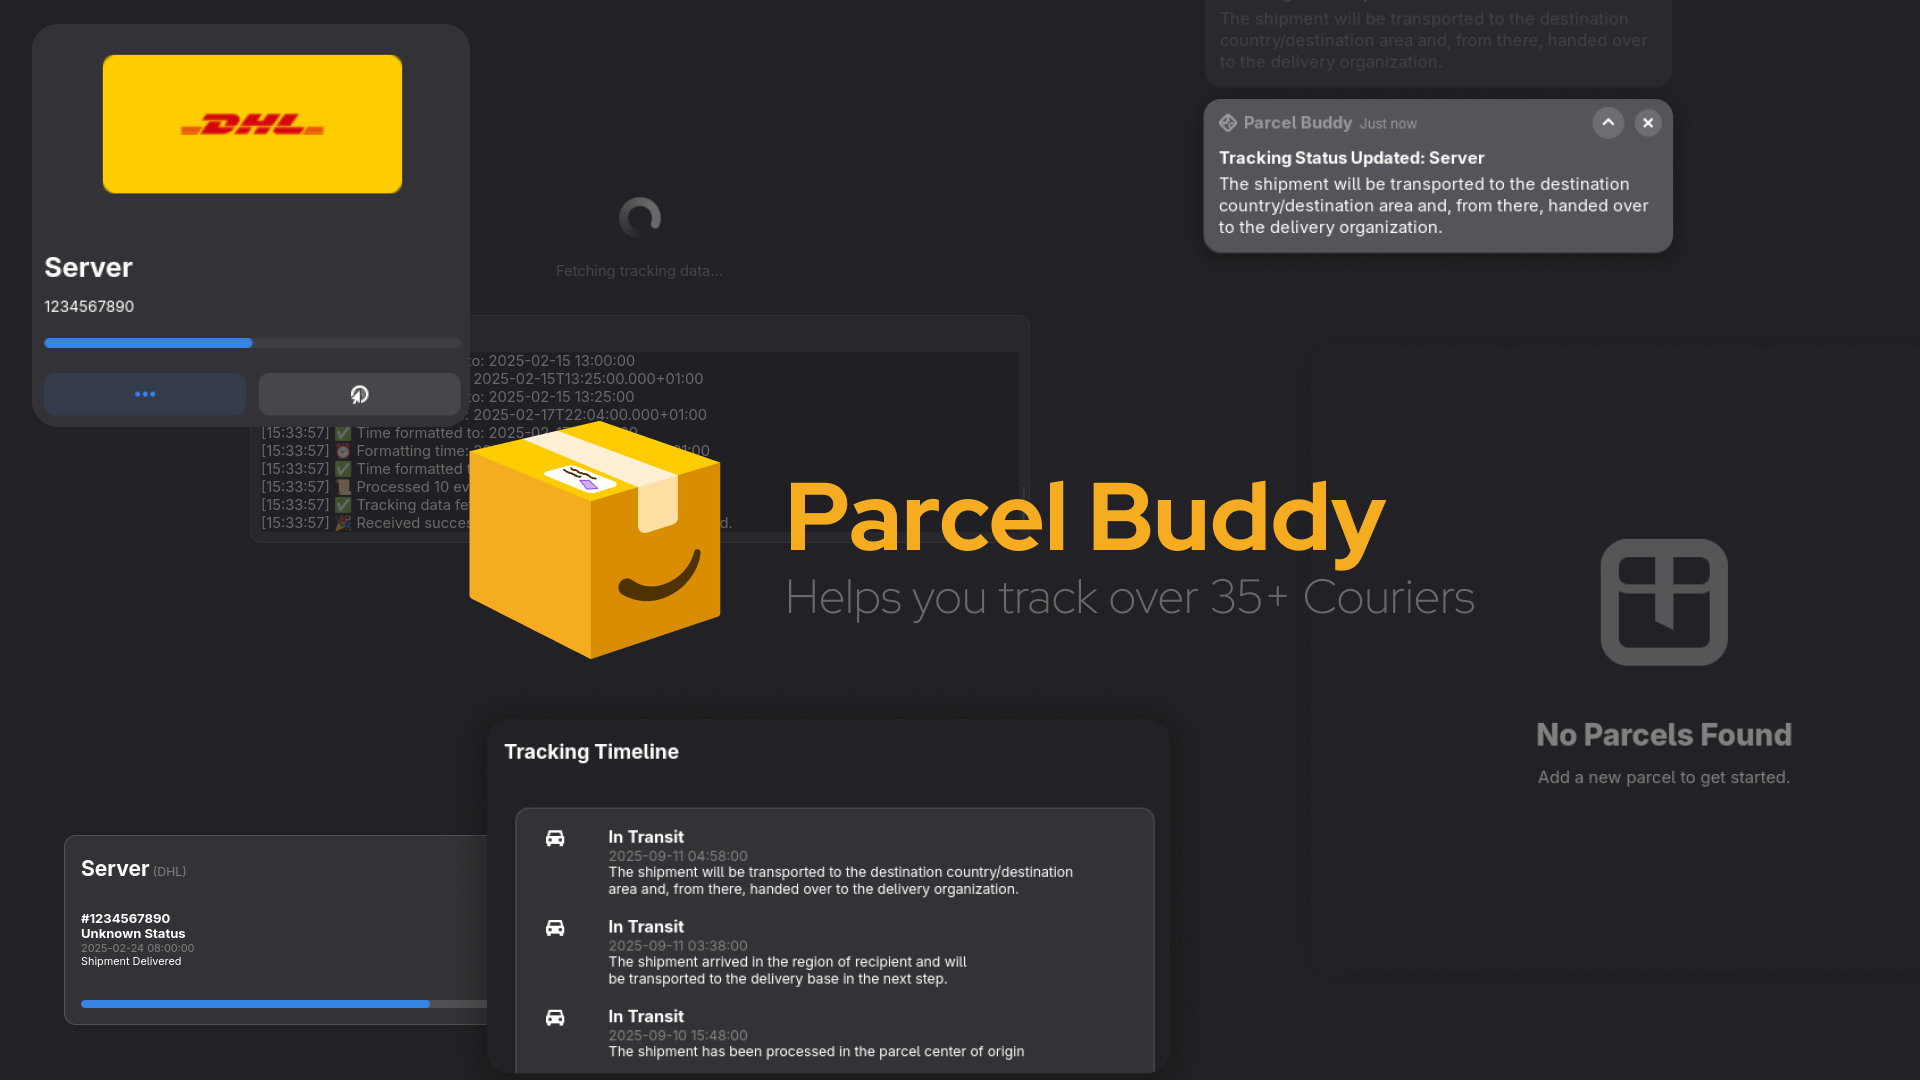 DHL
Server
1234567890
Fetching tracking data...
to: 2025-02-15 13:00:00
2025-02-15T13:25:00.000+01:00
to: 2025-02-15 13:25:00
: 2025-02-17T22:04:00.000+01:00
[15:33:57] ✅ Time formatted to: 2025-02-
[15:33:57] ⏰ Formatting time: 01:00
[15:33:57] ✅ Time formatted
[15:33:57] 📜 Processed 10 ev
[15:33:57] ✅ Tracking data fe
[15:33:57] 🎉 Received succes d.
The shipment will be transported to the destination
country/destination area and, from there, handed over
to the delivery organization.
Parcel Buddy Just now
Tracking Status Updated: Server
The shipment will be transported to the destination
country/destination area and, from there, handed over
to the delivery organization.
Parcel Buddy
Helps you track over 35+ Couriers
No Parcels Found
Add a new parcel to get started.
Server (DHL)
#1234567890
Unknown Status
2025-02-24 08:00:00
Shipment Delivered
Tracking Timeline
In Transit
2025-09-11 04:58:00
The shipment will be transported to the destination country/destination
area and, from there, handed over to the delivery organization.
In Transit
2025-09-11 03:38:00
The shipment arrived in the region of recipient and will
be transported to the delivery base in the next step.
In Transit
2025-09-10 15:48:00
The shipment has been processed in the parcel center of origin